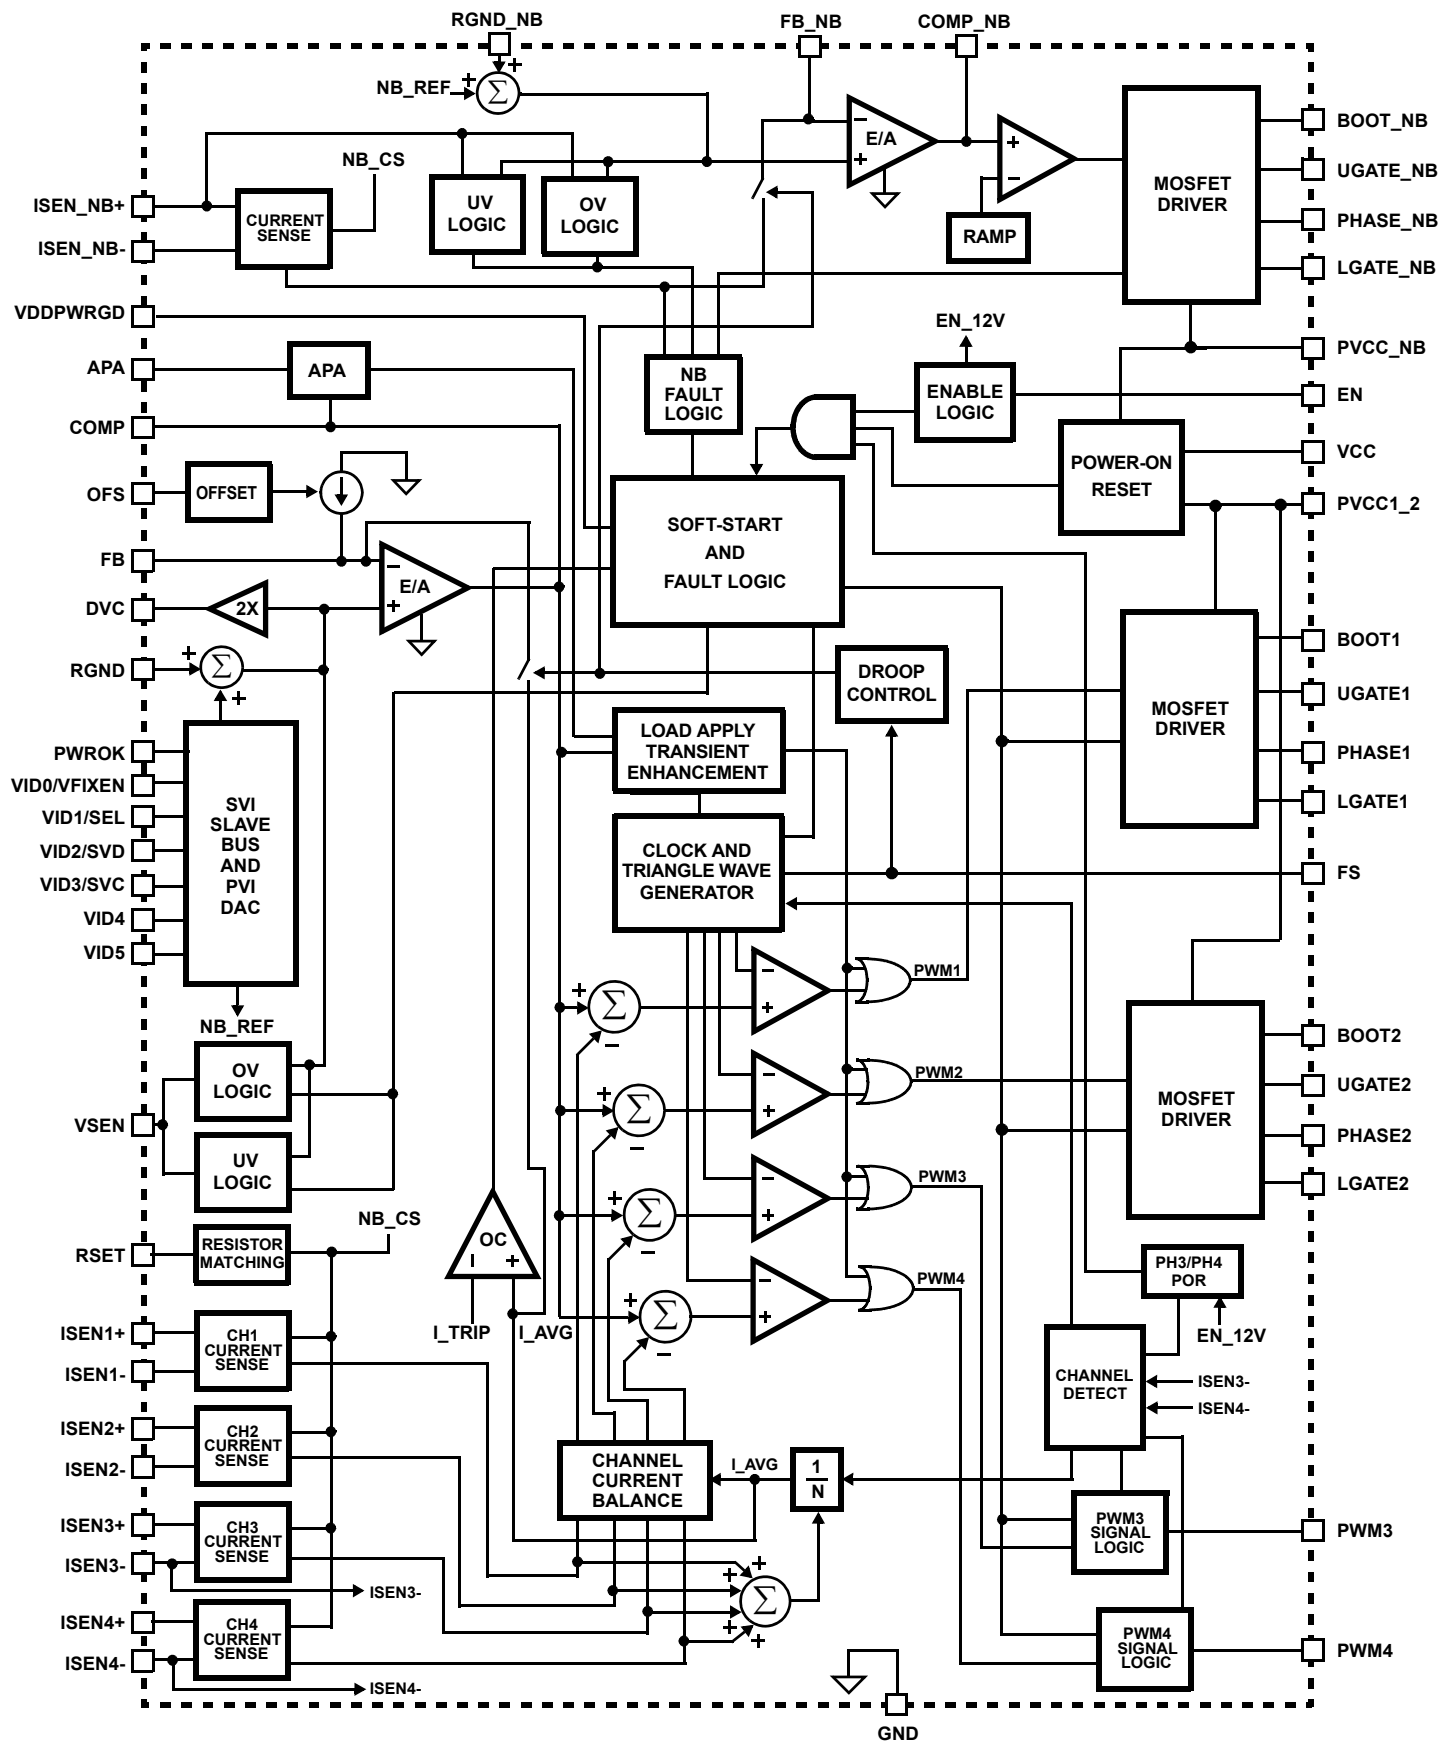 RGND_NB
FB_NB
COMP_NB
NB_REF
+
+
Σ
NB_CS
ISEN_NB+
ISEN_NB-
CURRENT
SENSE
UV
LOGIC
OV
LOGIC
−
E/A
+
+
−
RAMP
MOSFET
DRIVER
BOOT_NB
UGATE_NB
PHASE_NB
LGATE_NB
VDDPWRGD
EN_12V
PVCC_NB
APA
APA
NB
FAULT
LOGIC
ENABLE
LOGIC
EN
COMP
POWER-ON
RESET
VCC
OFS
OFFSET
PVCC1_2
SOFT-START
AND
FAULT LOGIC
FB
−
E/A
+
DVC
2X
RGND
+
Σ
+
DROOP
CONTROL
MOSFET
DRIVER
BOOT1
UGATE1
PHASE1
LGATE1
LOAD APPLY
TRANSIENT
ENHANCEMENT
PWROK
VID0/VFIXEN
VID1/SEL
VID2/SVD
VID3/SVC
VID4
VID5
SVI
SLAVE
BUS
AND
PVI
DAC
CLOCK AND
TRIANGLE WAVE
GENERATOR
FS
NB_REF
+
Σ
−
−
+
PWM1
+
Σ
−
−
+
PWM2
MOSFET
DRIVER
BOOT2
UGATE2
PHASE2
LGATE2
OV
LOGIC
VSEN
UV
LOGIC
+
Σ
−
−
+
PWM3
NB_CS
RSET
RESISTOR
MATCHING
OC
−
+
I_TRIP
I_AVG
+
Σ
−
−
+
PWM4
PH3/PH4
POR
EN_12V
ISEN1+
ISEN1-
CH1
CURRENT
SENSE
CHANNEL
DETECT
ISEN3-
ISEN4-
ISEN2+
ISEN2-
CH2
CURRENT
SENSE
CHANNEL
CURRENT
BALANCE
I_AVG
1
N
ISEN3+
ISEN3-
CH3
CURRENT
SENSE
ISEN3-
PWM3
SIGNAL
LOGIC
PWM3
+
+
Σ
+
+
ISEN4+
ISEN4-
CH4
CURRENT
SENSE
ISEN4-
PWM4
SIGNAL
LOGIC
PWM4
GND